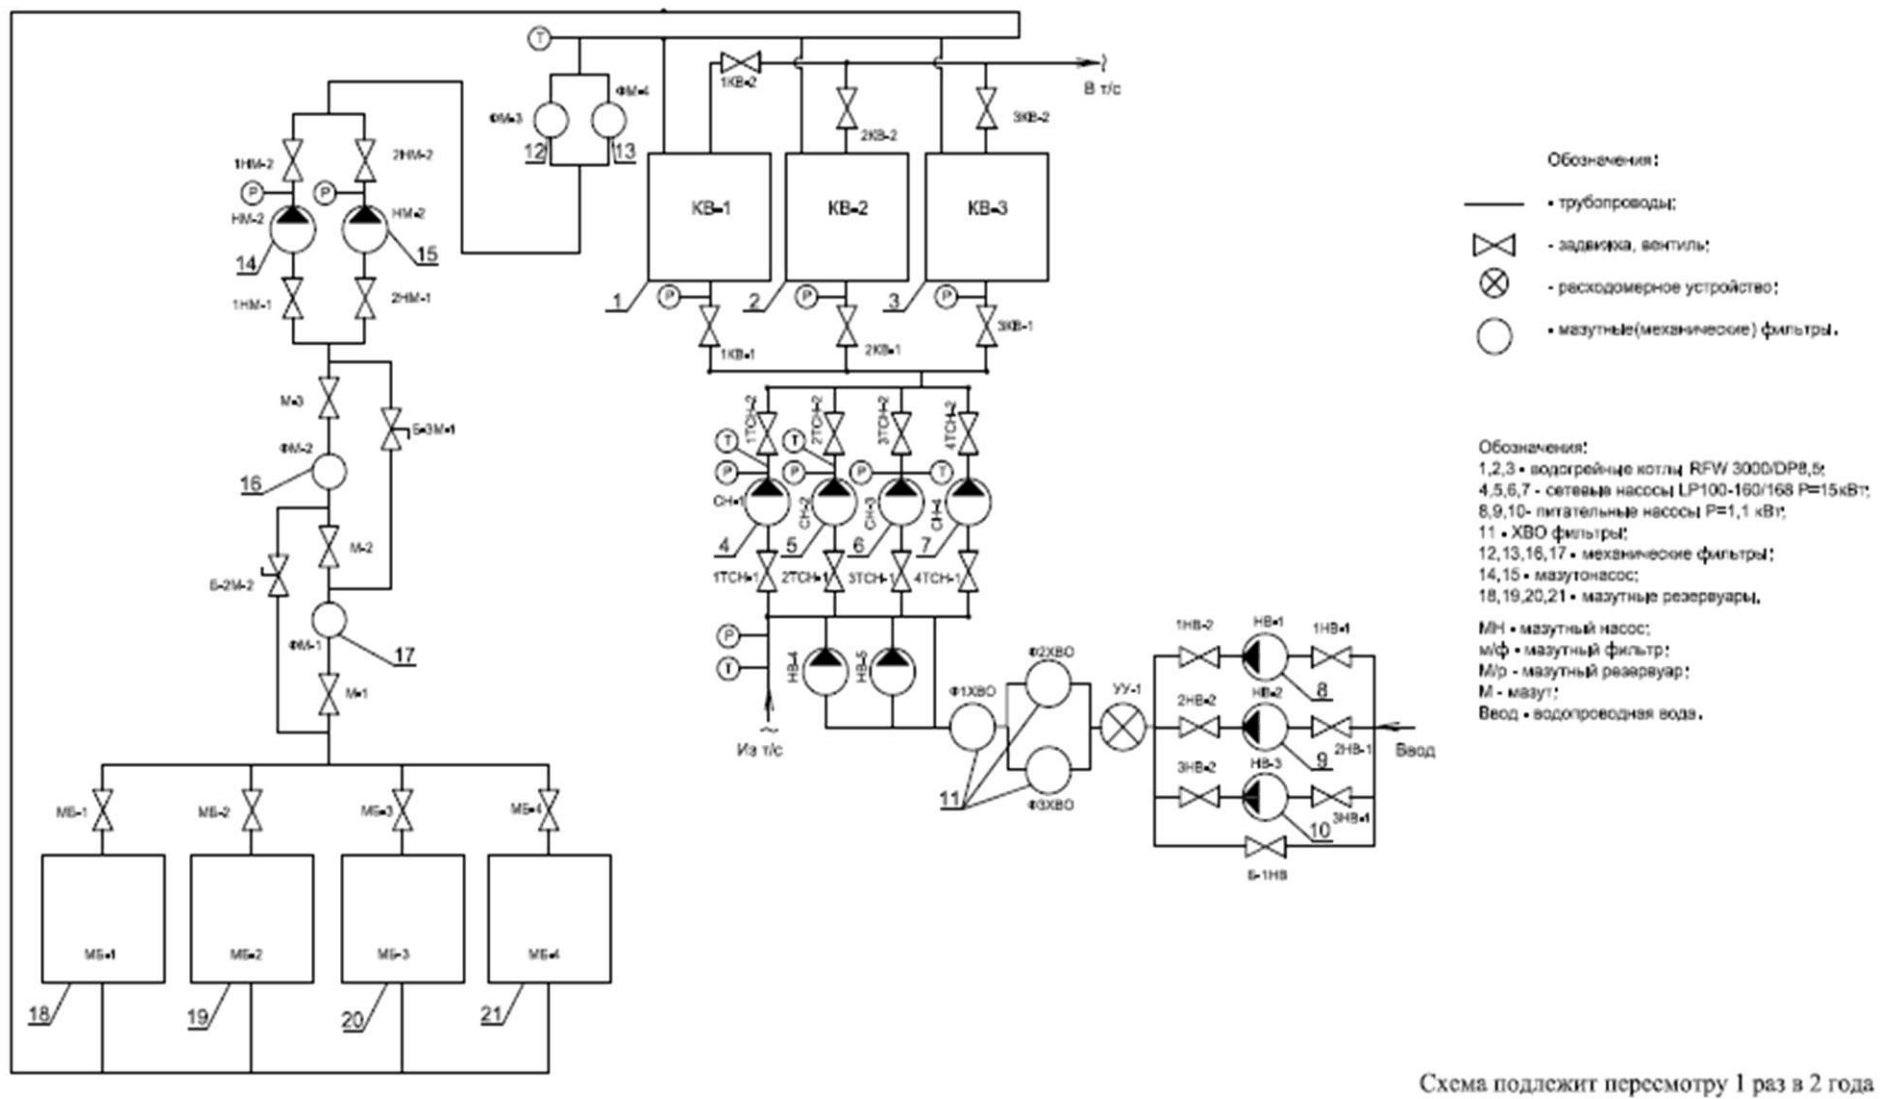 Т
1КВ-2
В т/с
ФМ-4
ФМ-3
12
13
2КВ-2
3КВ-2
1НМ-2
2НМ-2
Р
Р
НМ-2
НМ-2
14
15
1НМ-1
2НМ-1
КВ-1
КВ-2
КВ-3
1
2
3
Р
Р
Р
1КВ-1
2КВ-1
3КВ-1
М-3
Б-3М-1
ФМ-2
16
М-2
Б-2М-2
ФМ-1
17
М-1
1ТСН-2
2ТСН-2
3ТСН-2
4ТСН-2
Т
Т
Р
Р
Р
Т
СН-1
СН-2
СН-3
СН-4
4
5
6
7
1ТСН-1
2ТСН-1
3ТСН-1
4ТСН-1
Р
Т
НВ-4
НВ-5
Из т/с
Ф1ХВО
Ф2ХВО
Ф3ХВО
11
УУ-1
1НВ-2
НВ-1
1НВ-1
8
2НВ-2
НВ-2
2НВ-1
9
Ввод
3НВ-2
НВ-3
3НВ-1
10
Б-1НВ
МБ-1
МБ-2
МБ-3
МБ-4
МБ-1
МБ-2
МБ-3
МБ-4
18
19
20
21
Обозначения:
- трубопроводы;
- задвижка, вентиль;
- расходомерное устройство;
- мазутные(механические) фильтры.
Обозначения:
1,2,3 - водогрейные котлы RFW 3000/DP8,5;
4,5,6,7 - сетевые насосы LP100-160/168 Р=15кВт;
8,9,10- питательные насосы Р=1,1 кВт;
11 - ХВО фильтры;
12,13,16,17 - механические фильтры;
14,15 - мазутонасос;
18,19,20,21 - мазутные резервуары.
МН - мазутный насос;
м/ф - мазутный фильтр;
М/р - мазутный резервуар;
М - мазут;
Ввод - водопроводная вода.
Схема подлежит пересмотру 1 раз в 2 года